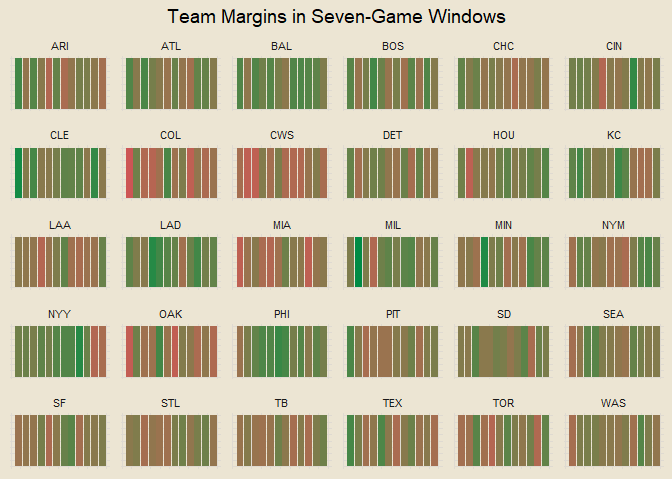 Team Margins in Seven-Game Windows
ARI ATL BAL BOS CHC CIN
CLE COL CWS DET HOU KC
LAA LAD MIA MIL MIN NYM
NYY OAK PHI PIT SD SEA
SF STL TB TEX TOR WAS